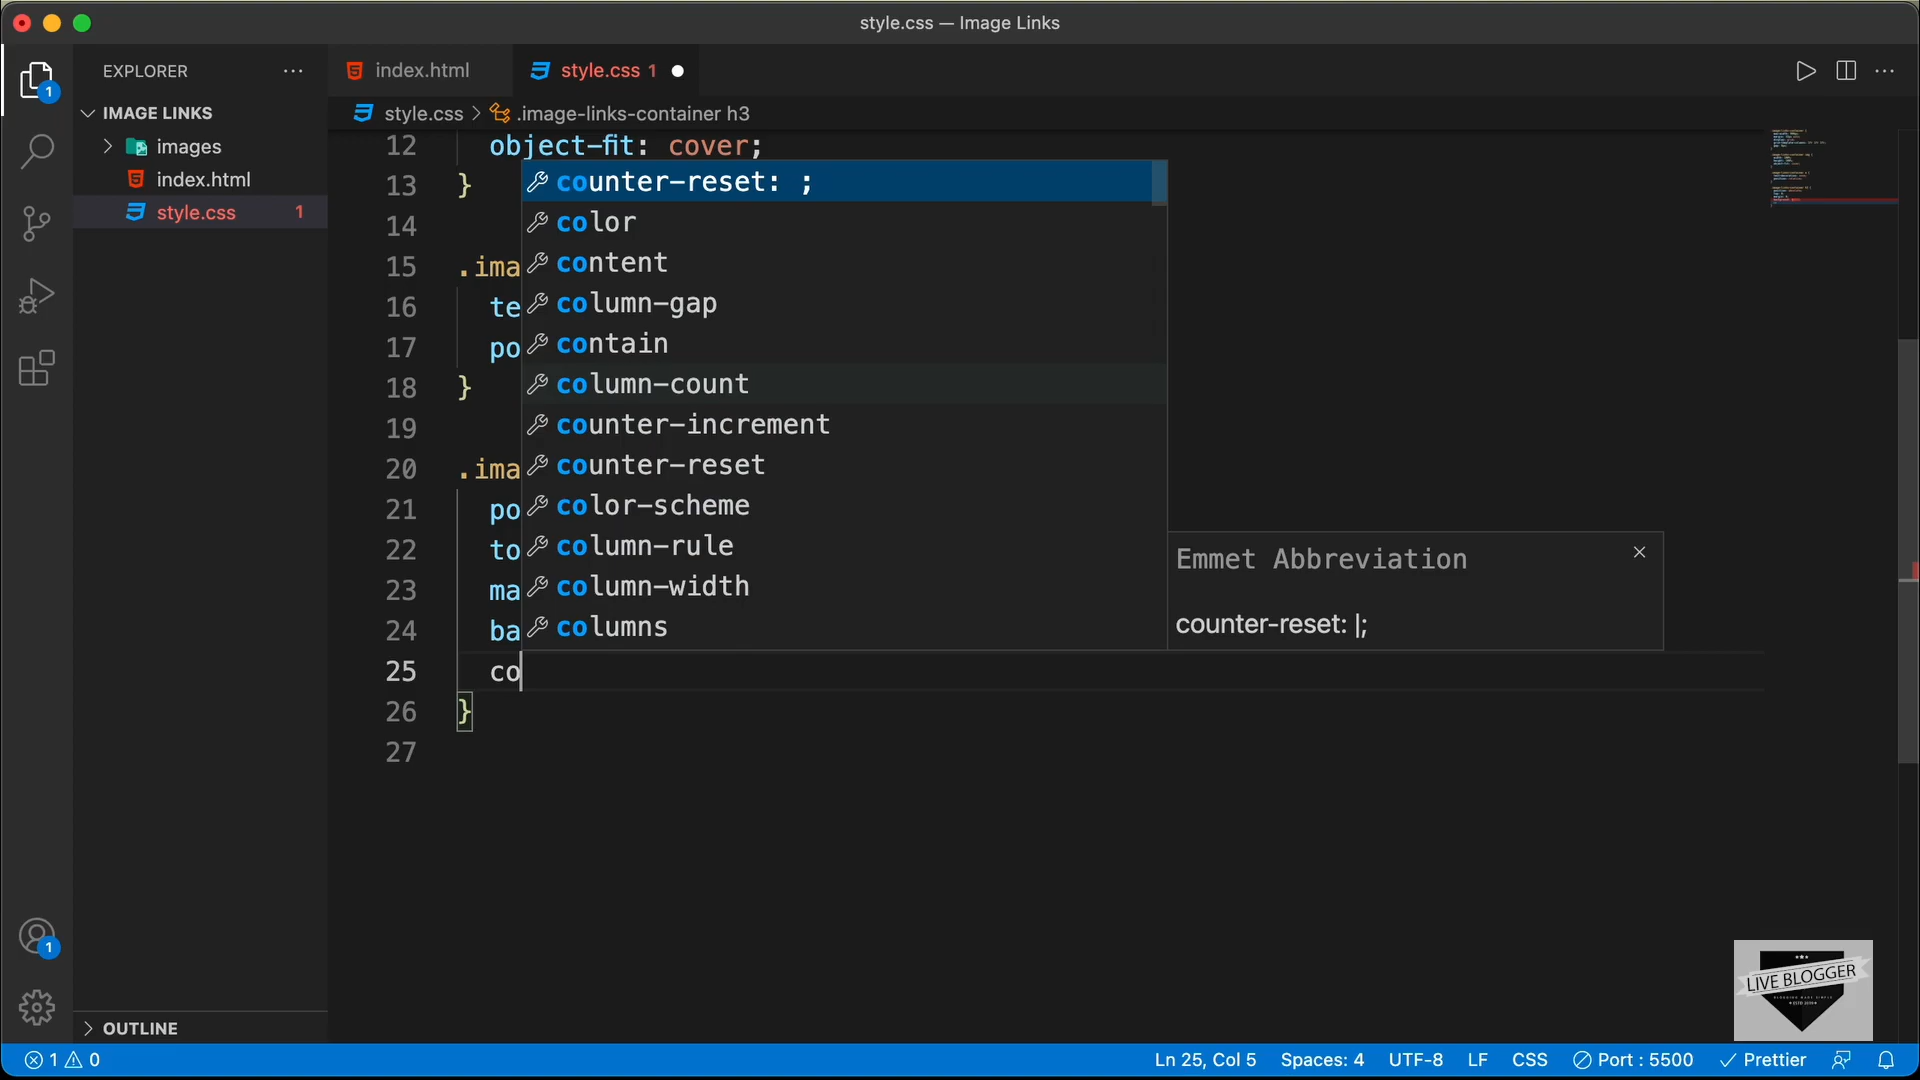 style.css — Image Links
EXPLORER
index.html
style.css 1
1
IMAGE LINKS
style.css > .image-links-container h3
images
index.html
style.css 1
12 object-fit: cover;
13 }
14
15 .ima
16 te
17 po
18 }
19
20 .ima
21 po
22 to
23 ma
24 ba
25 co
26 }
27
counter-reset: ;
color
content
column-gap
contain
column-count
counter-increment
counter-reset
color-scheme
column-rule
column-width
columns
Emmet Abbreviation
counter-reset: |;
1
OUTLINE
LIVE BLOGGER
1 0
Ln 25, Col 5 Spaces: 4 UTF-8 LF CSS Port : 5500 Prettier